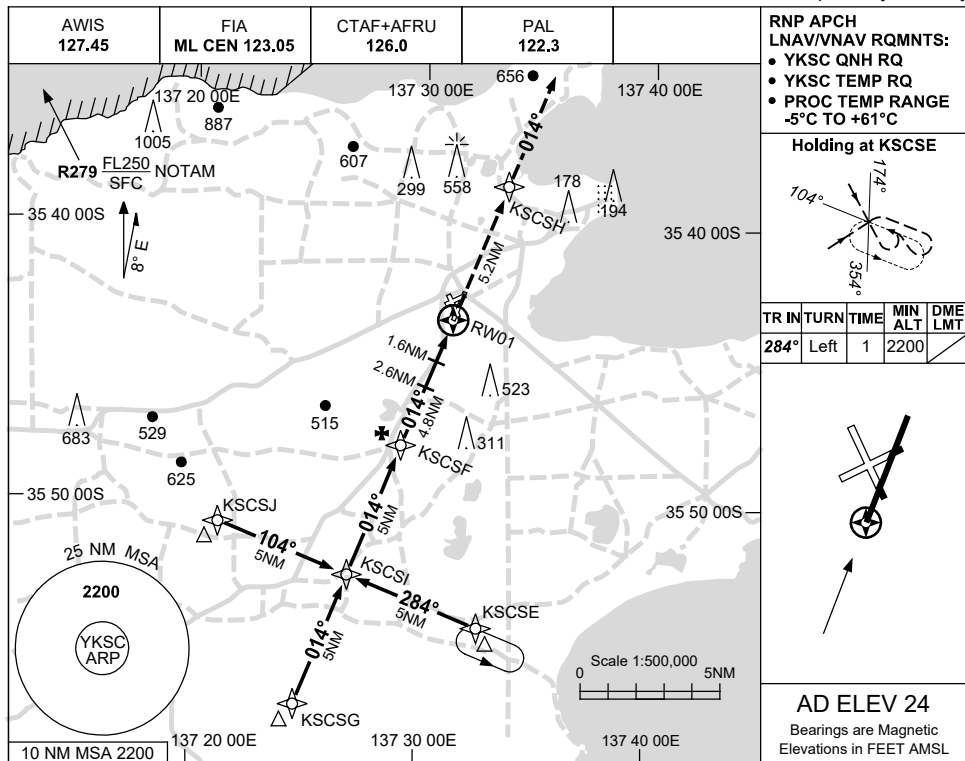 AWIS
127.45
FIA
ML CEN 123.05
CTAF+AFRU
126.0
PAL
122.3
RNP APCH
LNAV/VNAV RQMNTS:
● YKSC QNH RQ
● YKSC TEMP RQ
● PROC TEMP RANGE
-5°C TO +61°C
Holding at KSCSE
104°
174°
354°
TR IN TURN TIME MIN ALT DME LMT
284° Left 1 2200
137 20 00E
137 30 00E
137 40 00E
656
887
1005
607
R279 FL250 NOTAM
SFC
299
558
178
194
014°
KSCSH
35 40 00S
35 40 00S
8° E
5.2NM
RW01
1.6NM
2.6NM
523
014°
4.8NM
683
529
515
311
625
KSCSF
35 50 00S
35 50 00S
KSCSJ
014°
5NM
104°
5NM
KSCSI
25 NM MSA
2200
YKSC
ARP
284°
5NM
KSCSE
014°
5NM
Scale 1:500,000
0 5NM
KSCSG
10 NM MSA 2200
137 20 00E
137 30 00E
137 40 00E
AD ELEV 24
Bearings are Magnetic
Elevations in FEET AMSL